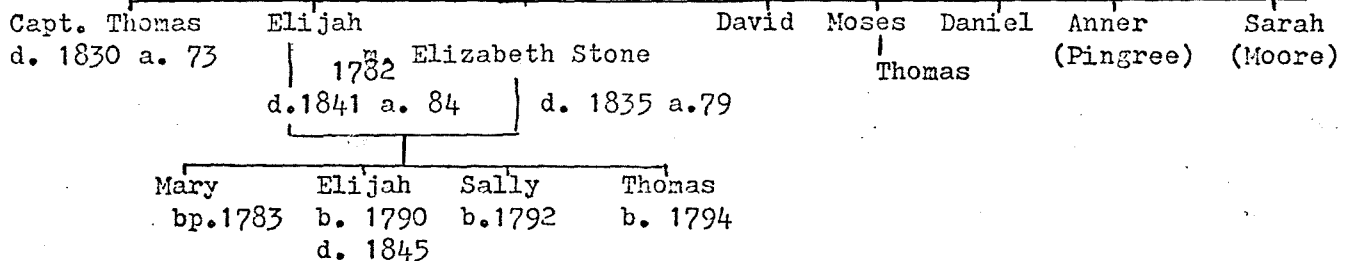 Capt. Thomas Elijah David Moses Daniel Anner Sarah
d. 1830 a. 73 m. Elizabeth Stone (Pingree) (Moore)
1782 Thomas
d.1841 a. 84 d. 1835 a.79
Mary Elijah Sally Thomas
bp.1783 b. 1790 b.1792 b. 1794
d. 1845